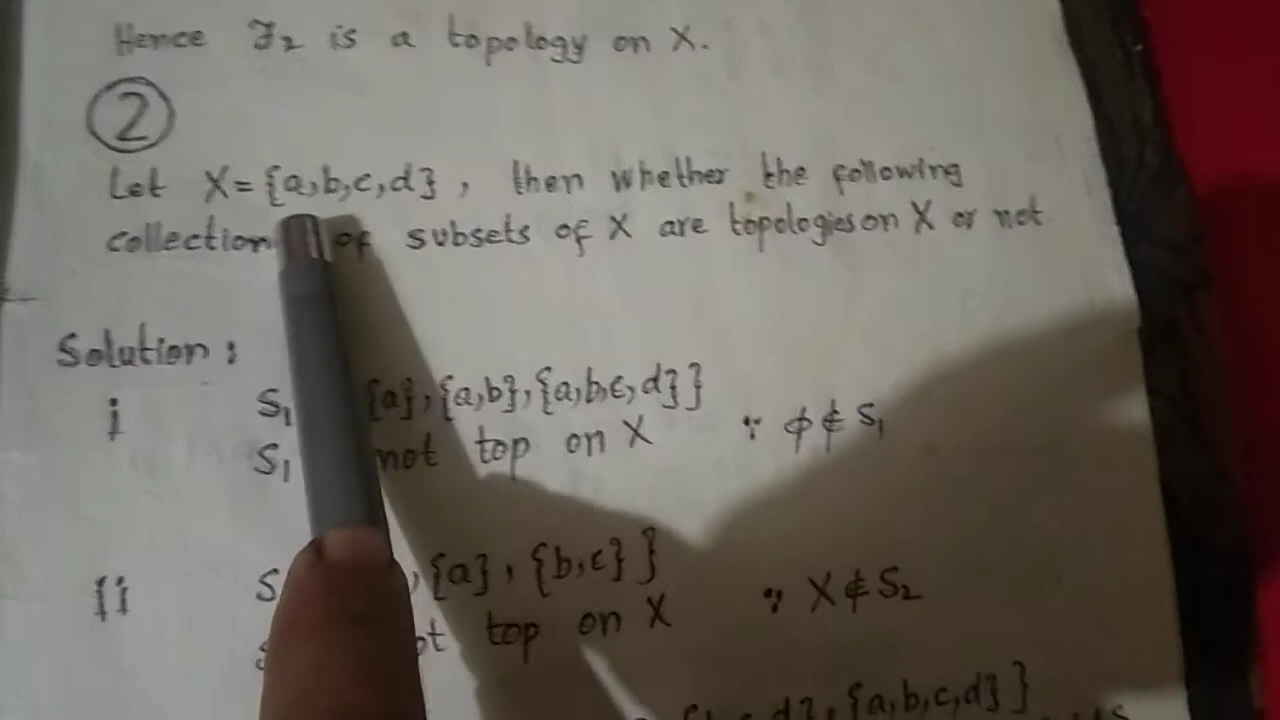 Hence ℱ₂ is a topology on X.
2
Let X={a,b,c,d}, then whether the following
collection of subsets of X are topologies on X or not
Solution:
i S₁ {a},{a,b},{a,b,c,d}}
S₁ not top on X ∵ ϕ∉S₁
ii S ,{a},{b,c}}
top on X ∵ X∉S₂
,{a,b,c,d}}